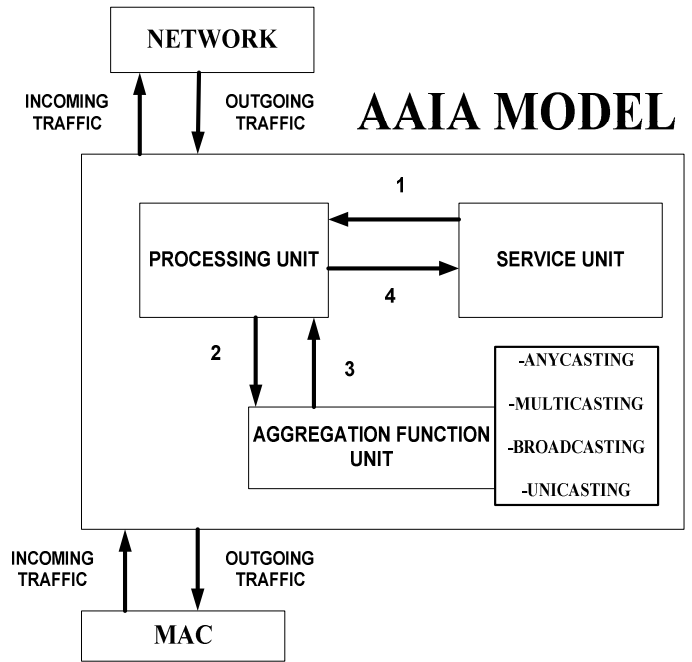 NETWORK
INCOMING
TRAFFIC
OUTGOING
TRAFFIC
AAIA MODEL
1
PROCESSING UNIT
SERVICE UNIT
4
2
3
-ANYCASTING
-MULTICASTING
-BROADCASTING
-UNICASTING
AGGREGATION FUNCTION
UNIT
INCOMING
TRAFFIC
OUTGOING
TRAFFIC
MAC